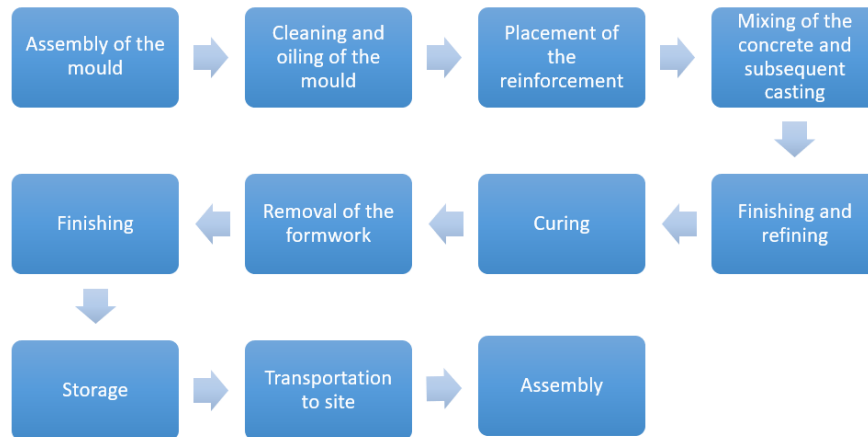 Assembly of the
mould
Cleaning and
oiling of the
mould
Placement of
the
reinforcement
Mixing of the
concrete and
subsequent
casting
Finishing and
refining
Curing
Removal of the
formwork
Finishing
Storage
Transportation
to site
Assembly